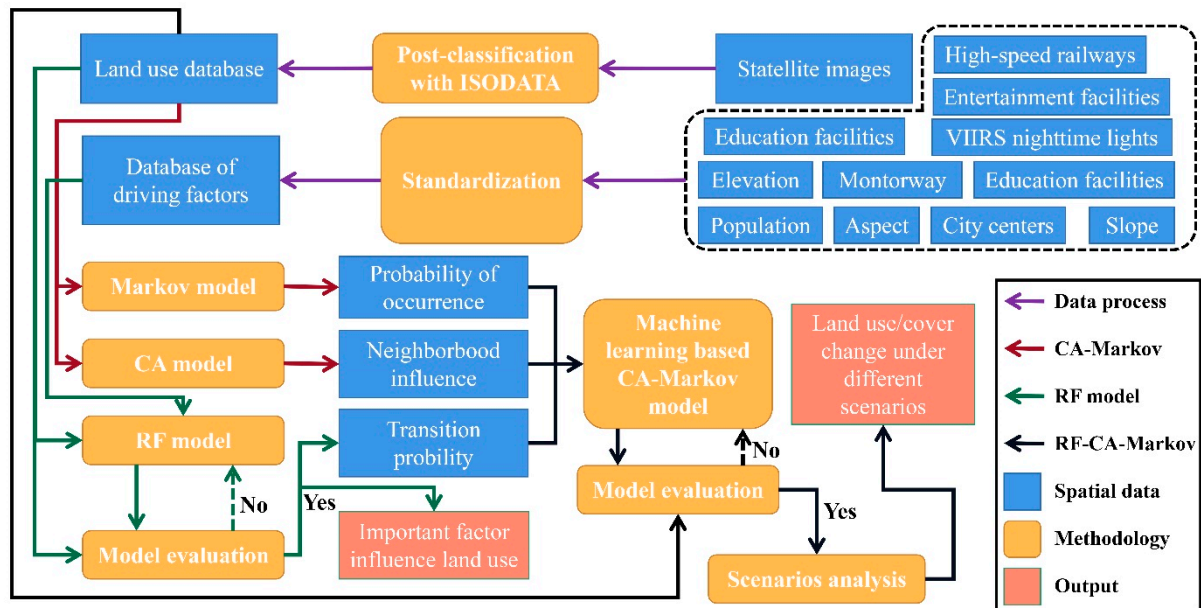 Land use database
Post-classification
with ISODATA
Statellite images
High-speed railways
Entertainment facilities
VIIRS nighttime lights
Education facilitics
Database of
driving factors
Standardization
Elevation
Montorway
Education facilities
Population
Aspect
City centers
Slope
Markov model
Probability of
occurrence
CA model
Neighborbood
influence
RF model
Transition
probility
No
Yes
Model evaluation
Important factor
influence land use
Machine
learning based
CA-Markov
model
No
Model evaluation
Yes
Scenarios analysis
Land use/cover
change under
different
scenarios
Data process
CA-Markov
RF model
RF-CA-Markov
Spatial data
Methodology
Output